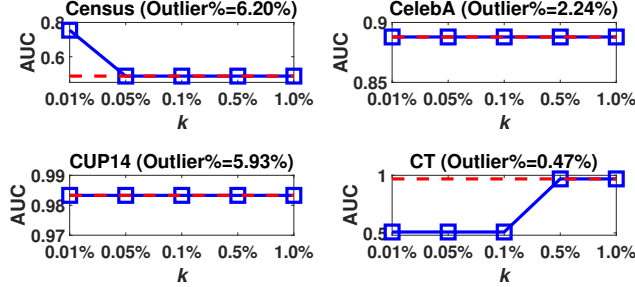 Census (Outlier%=6.20%)
0.8
0.6
AUC
0.01% 0.05% 0.1% 0.5% 1.0%
k
CelebA (Outlier%=2.24%)
0.9
0.85
AUC
0.01% 0.05% 0.1% 0.5% 1.0%
k
CUP14 (Outlier%=5.93%)
0.99
0.98
0.97
AUC
0.01% 0.05% 0.1% 0.5% 1.0%
k
CT (Outlier%=0.47%)
1
0.5
AUC
0.01% 0.05% 0.1% 0.5% 1.0%
k